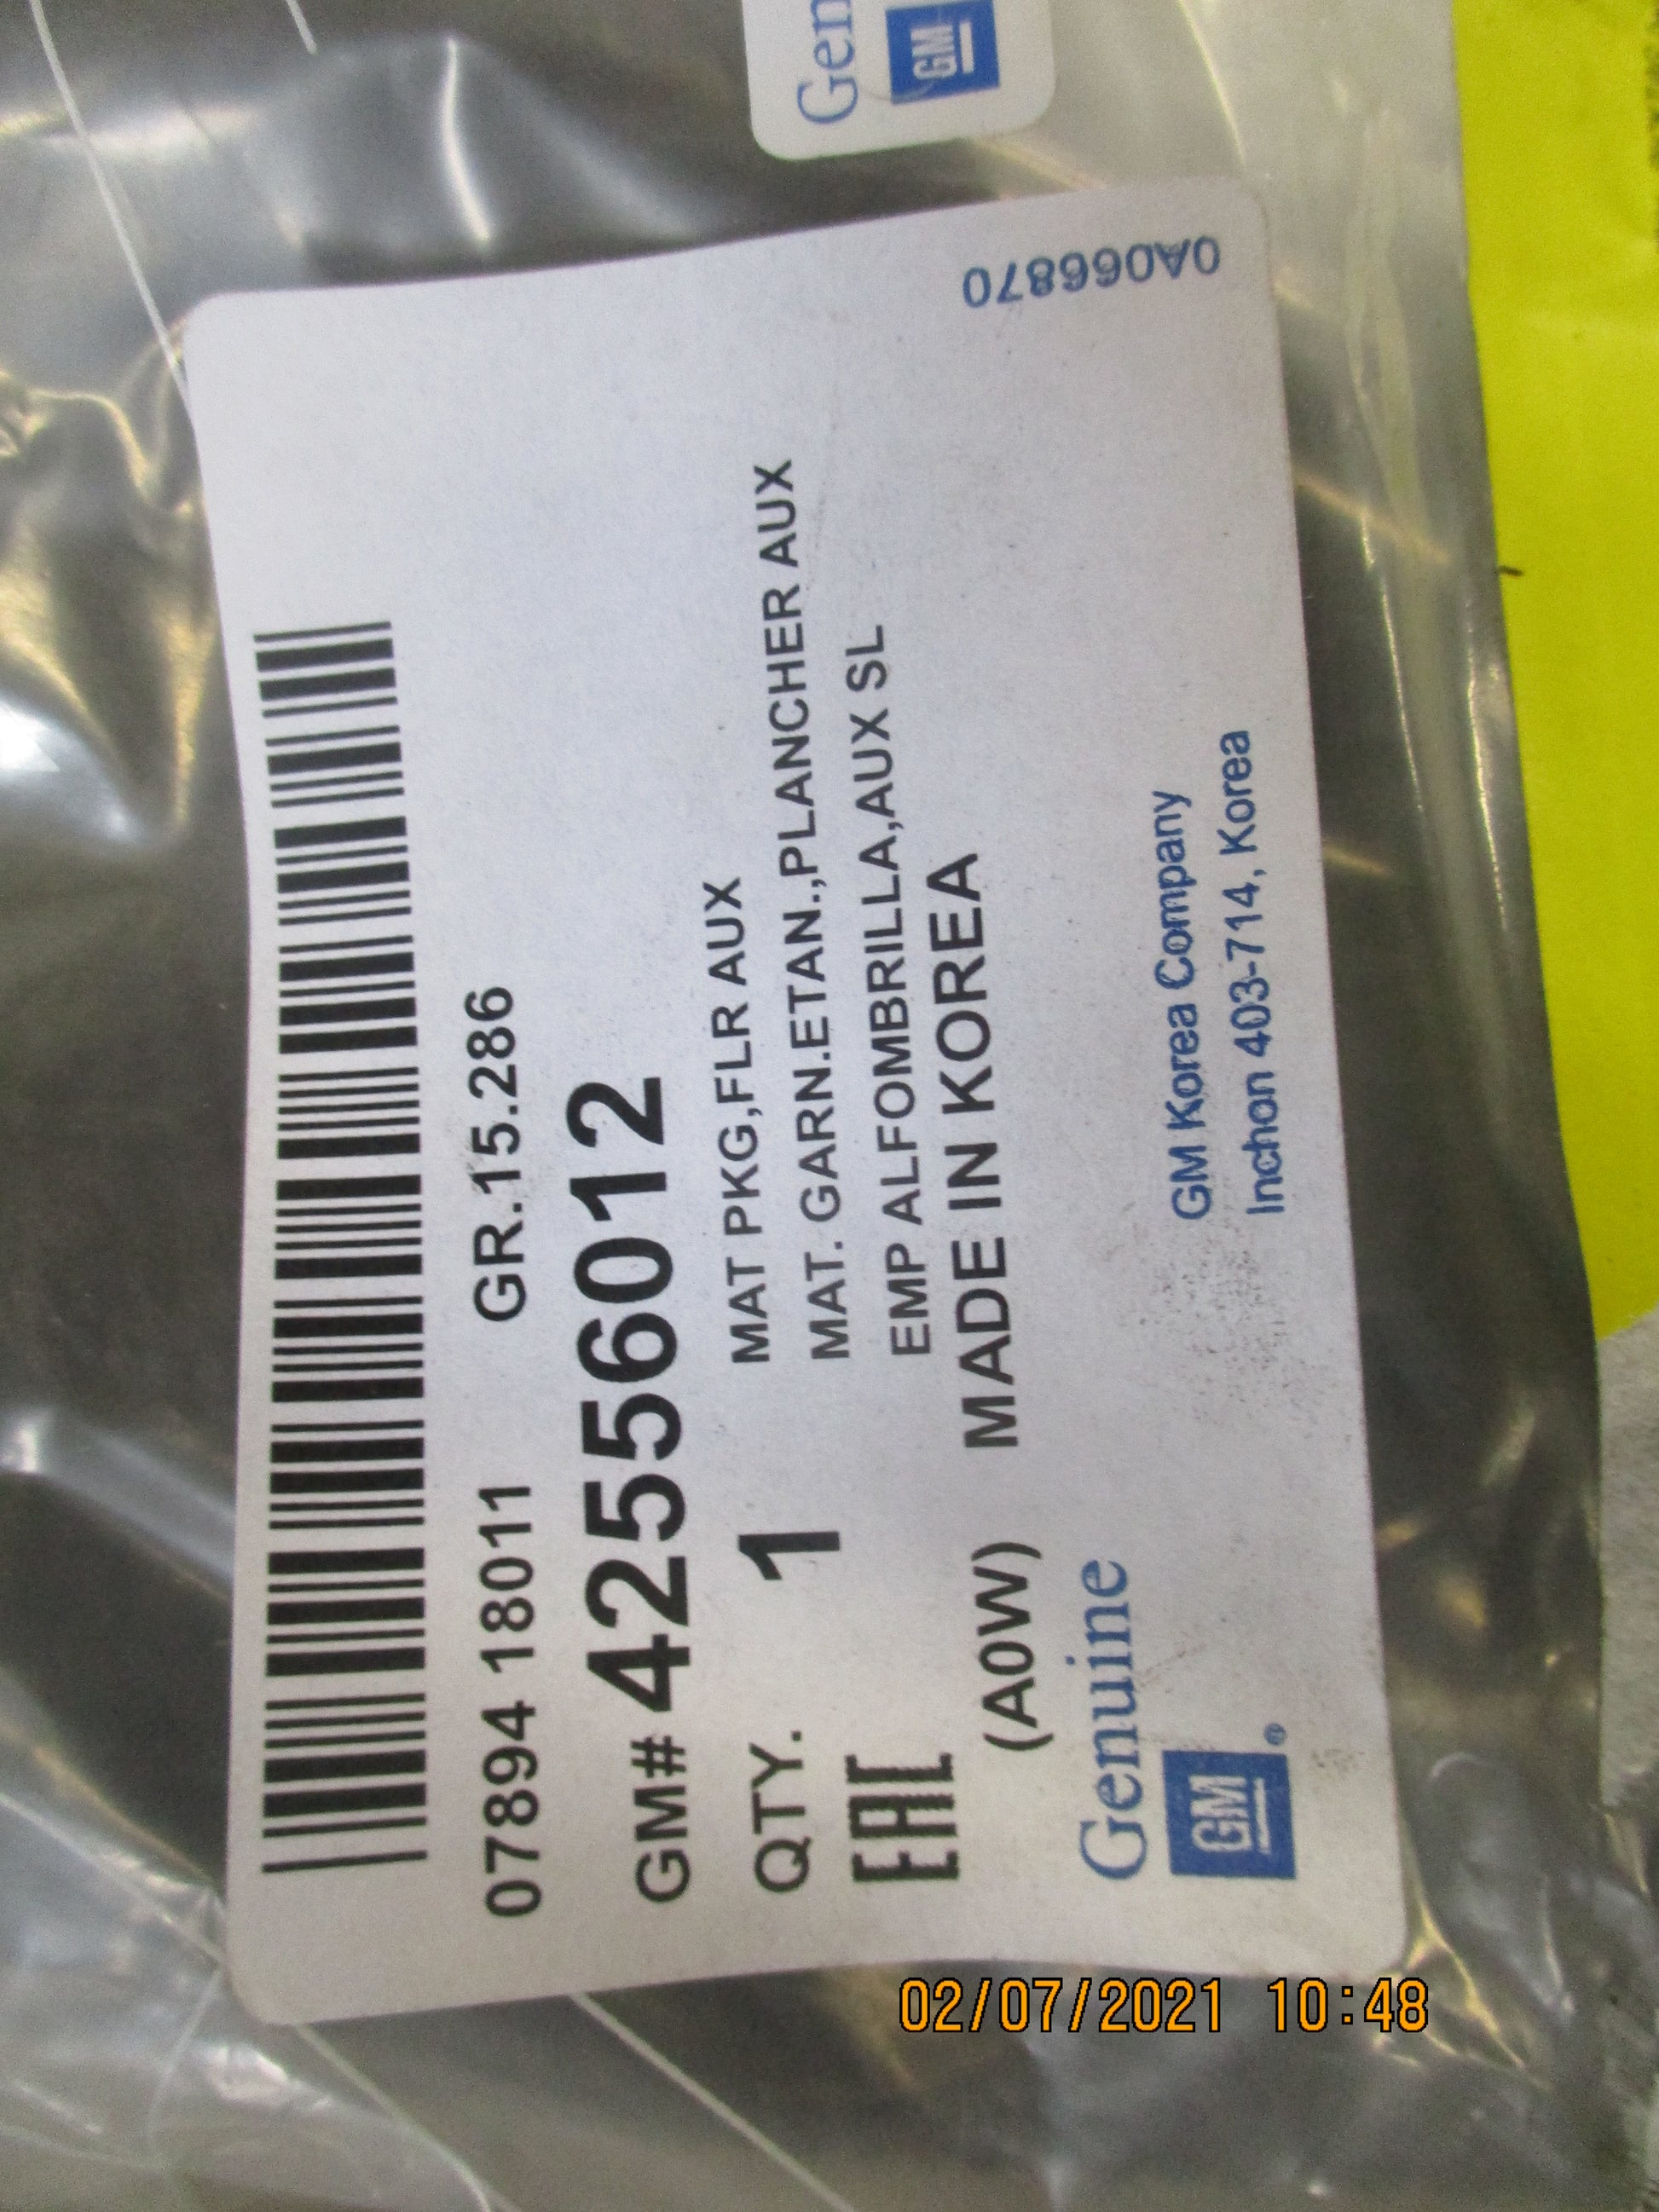 07894 18011 GR.15.286
GM# 42556012
QTY. 1 MAT PKG,FLR AUX
MAT. GARN.ETAN.,PLANCHER AUX
EMP ALFOMBRILLA,AUX SL
EAC
(A0W) MADE IN KOREA
Genuine
GM ®
GM Korea Company
Inchon 403-714, Korea
0A066870
Gen
GM
02/07/2021 10:48